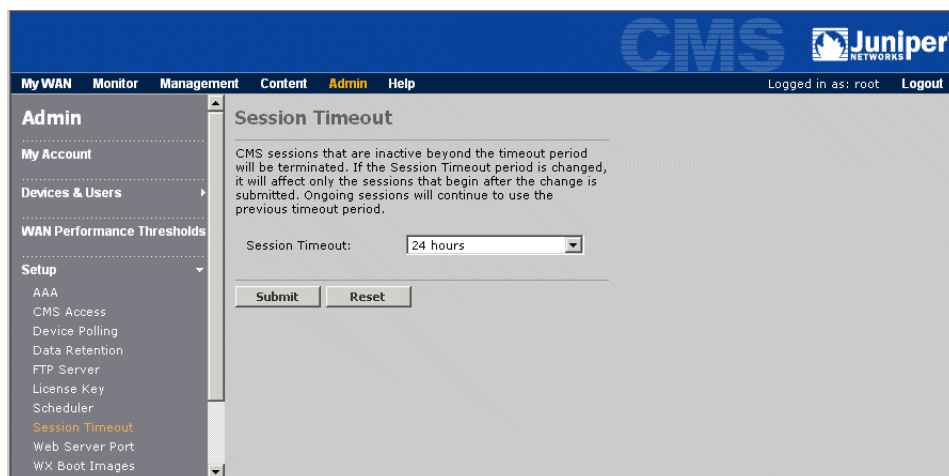 CMS
Juniper
NETWORKS
My WAN Monitor Management Content Admin Help Logged in as: root Logout
Admin
My Account
Devices & Users
WAN Performance Thresholds
Setup
AAA
CMS Access
Device Polling
Data Retention
FTP Server
License Key
Scheduler
Session Timeout
Web Server Port
WX Boot Images
Session Timeout
CMS sessions that are inactive beyond the timeout period
will be terminated. If the Session Timeout period is changed,
it will affect only the sessions that begin after the change is
submitted. Ongoing sessions will continue to use the
previous timeout period.
Session Timeout: 24 hours
Submit Reset